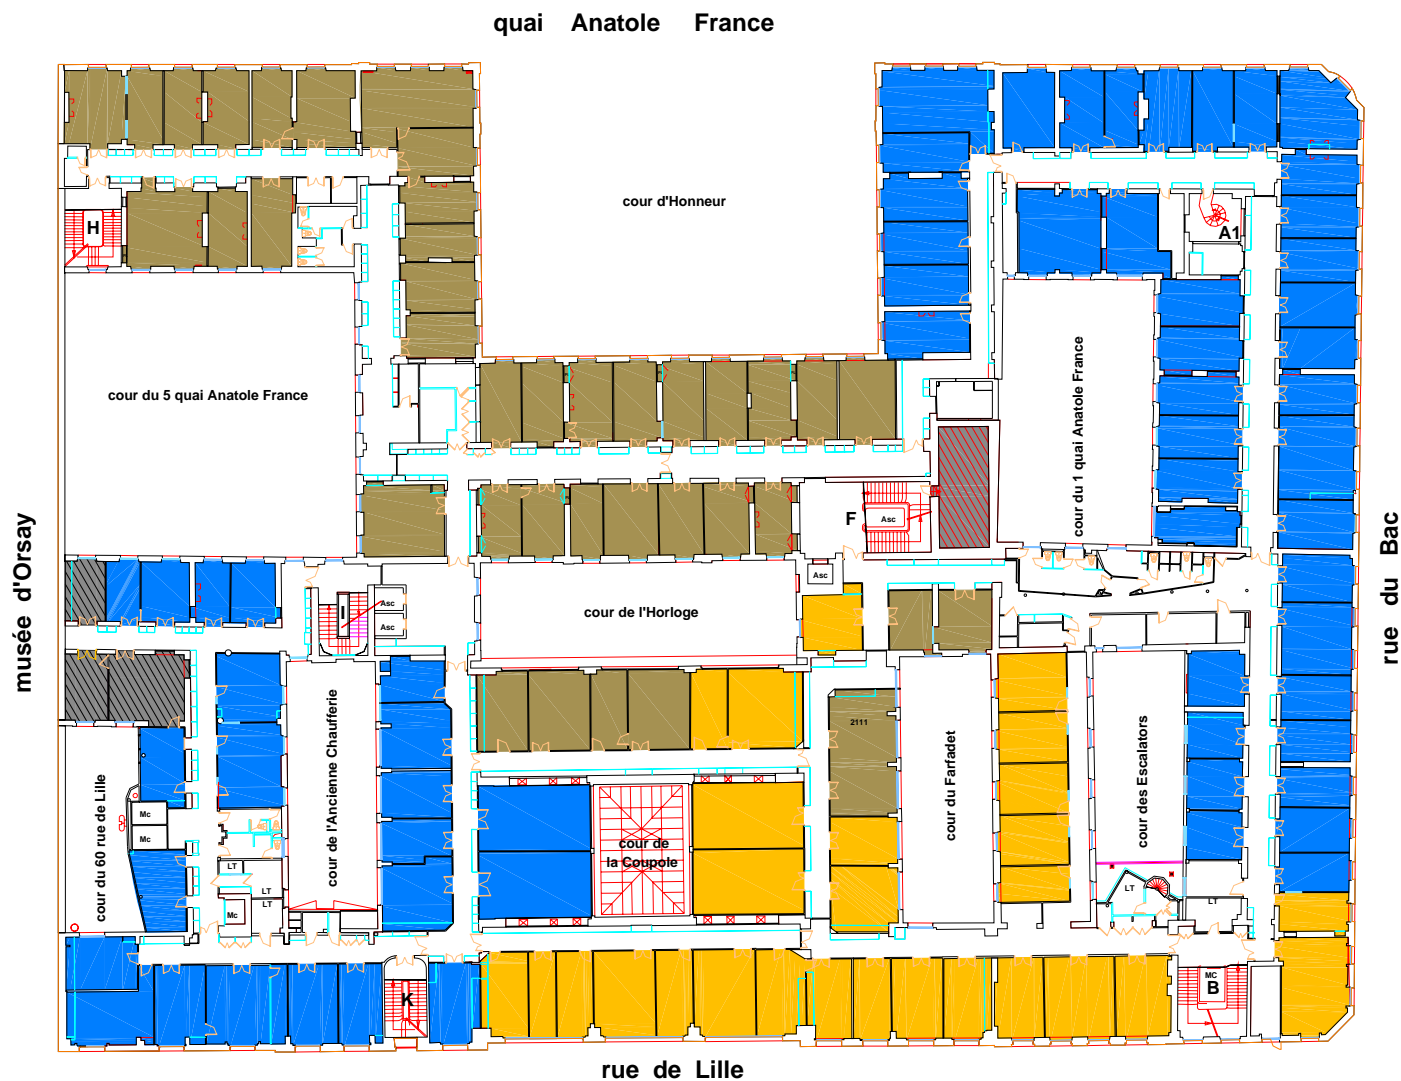 quai Anatole France
cour d'Honneur
H
A1
cour du 5 quai Anatole France
cour du 1 quai Anatole France
F
Asc
musée d'Orsay
rue du Bac
Asc
Asc
Asc
cour de l'Horloge
2111
cour de l'Ancienne Chaufferie
cour du Farfadet
cour des Escalators
cour du 60 rue de Lille
Mc
Mc
cour de
la Coupole
LT
LT
LT
Mc
LT
LT
MC
B
K
rue de Lille